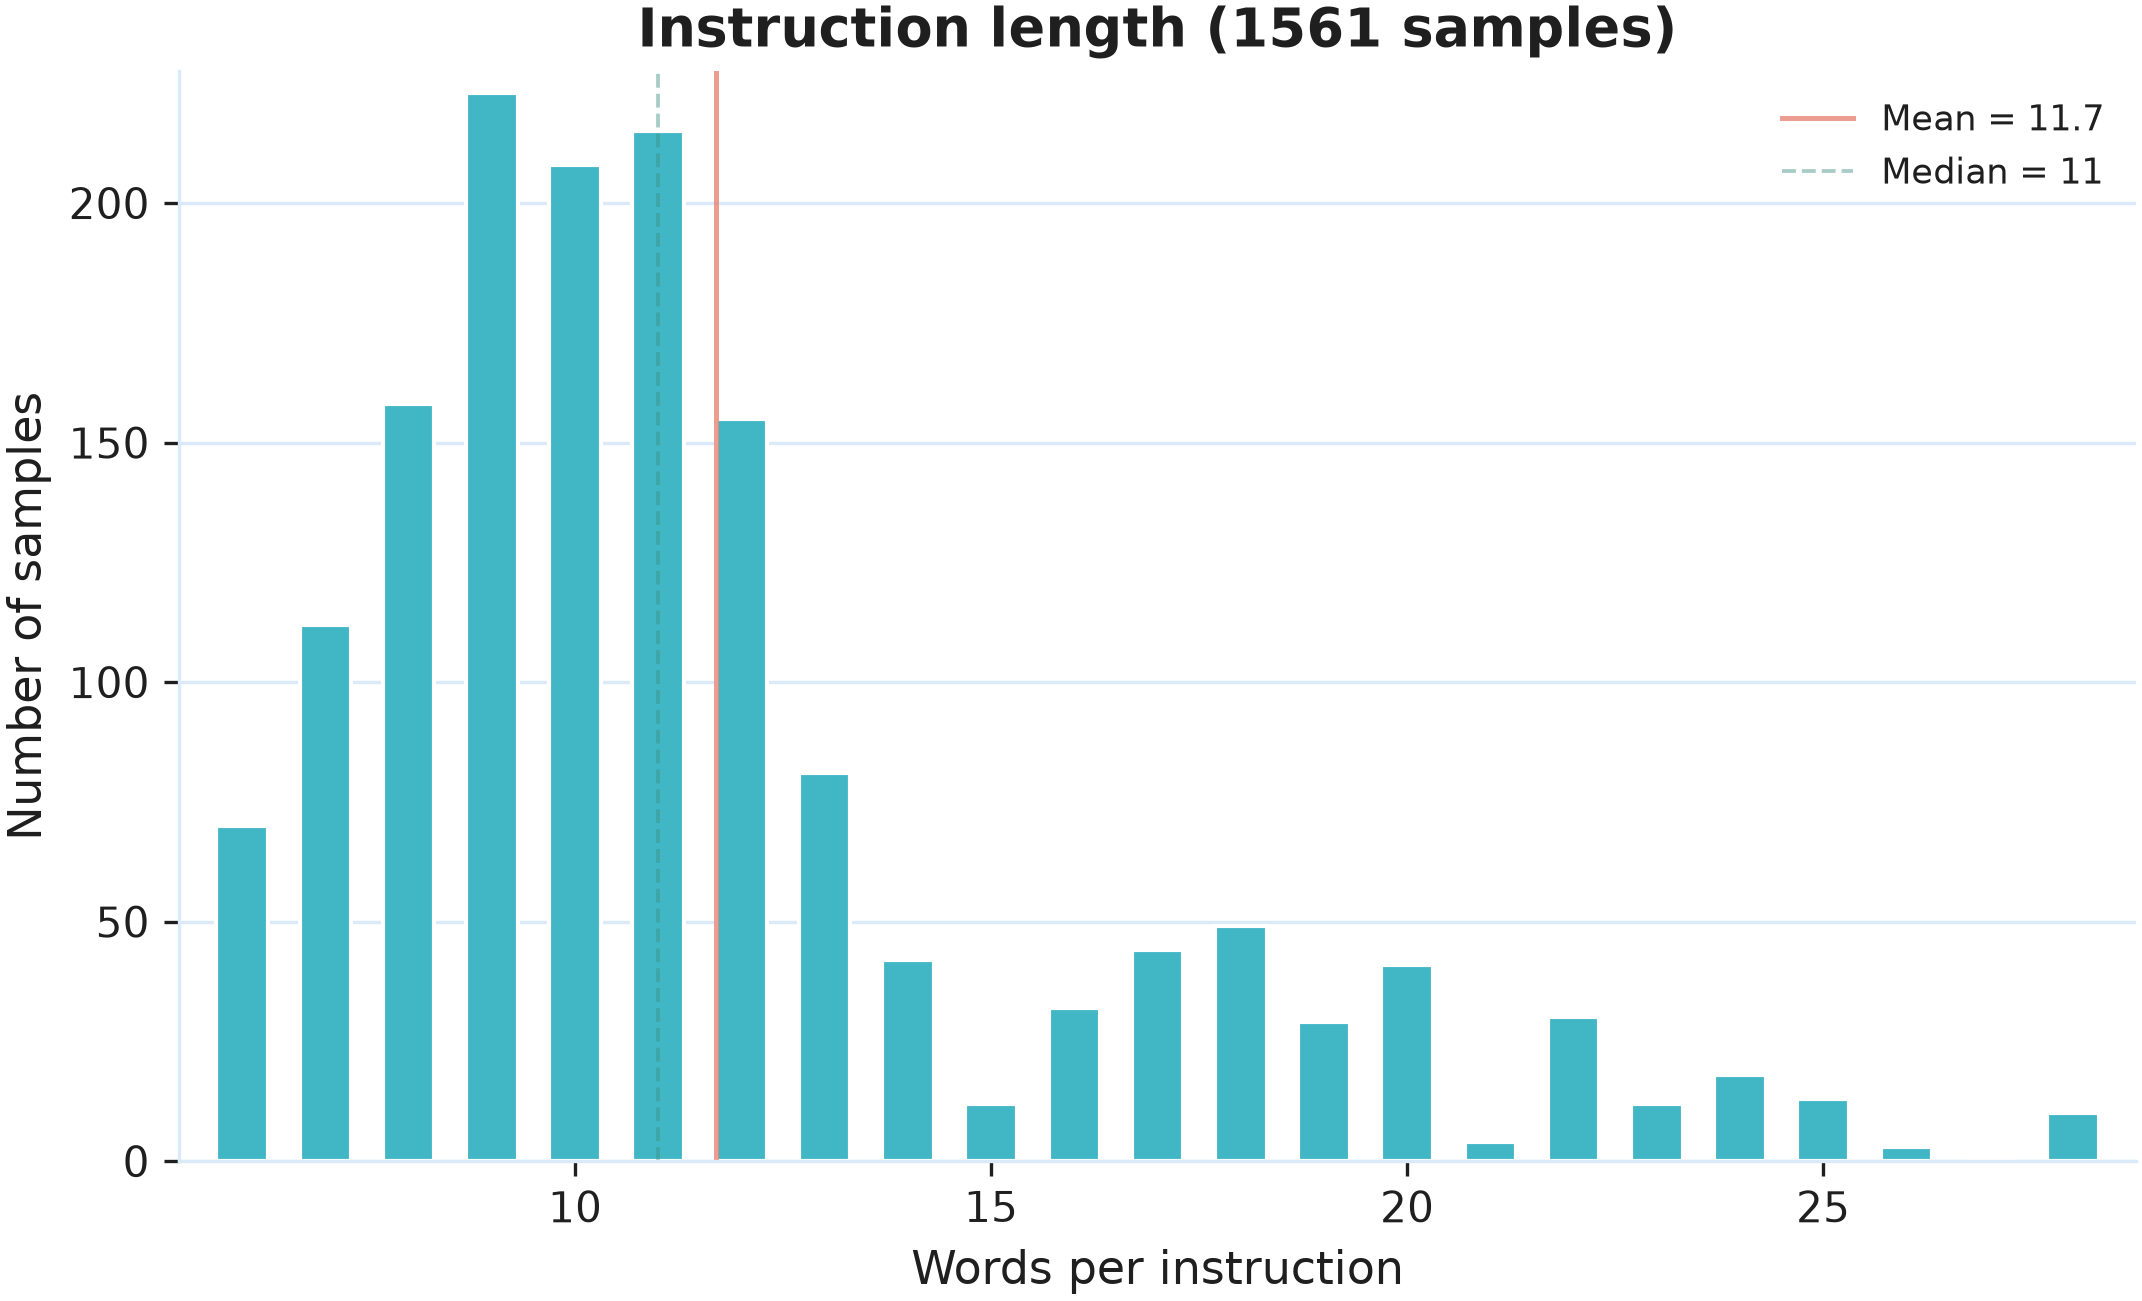 Instruction length (1561 samples)
Mean = 11.7
Median = 11
Number of samples
200
150
100
50
0
10
15
20
25
Words per instruction